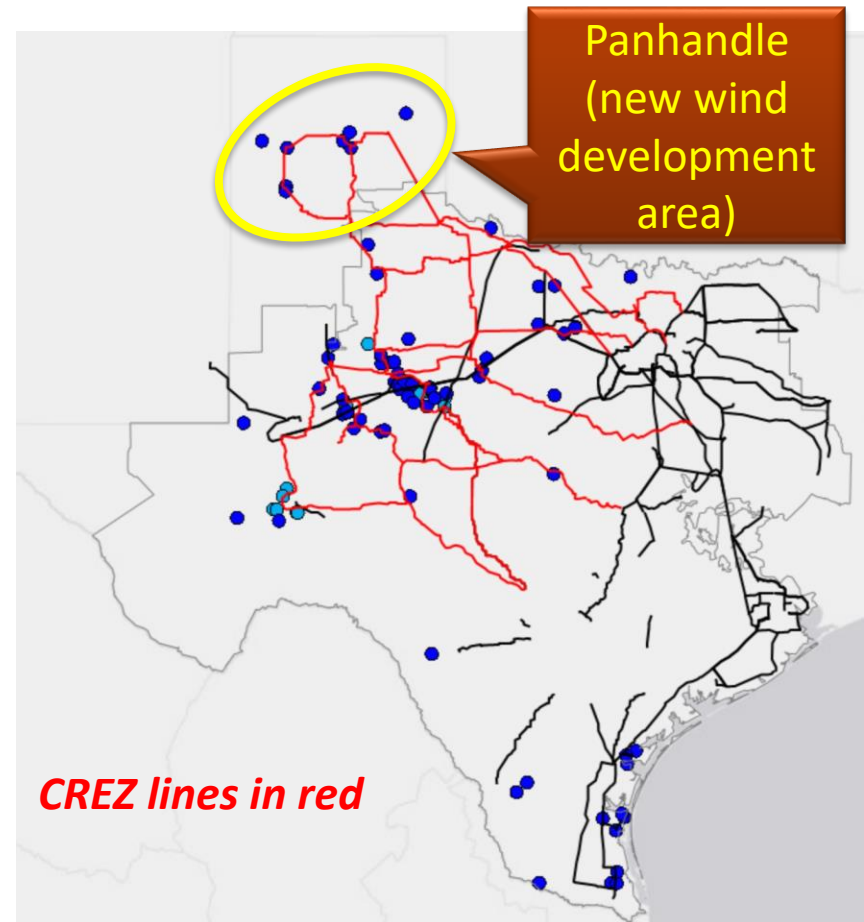 Panhandle
(new wind
development
area)
CREZ lines in red